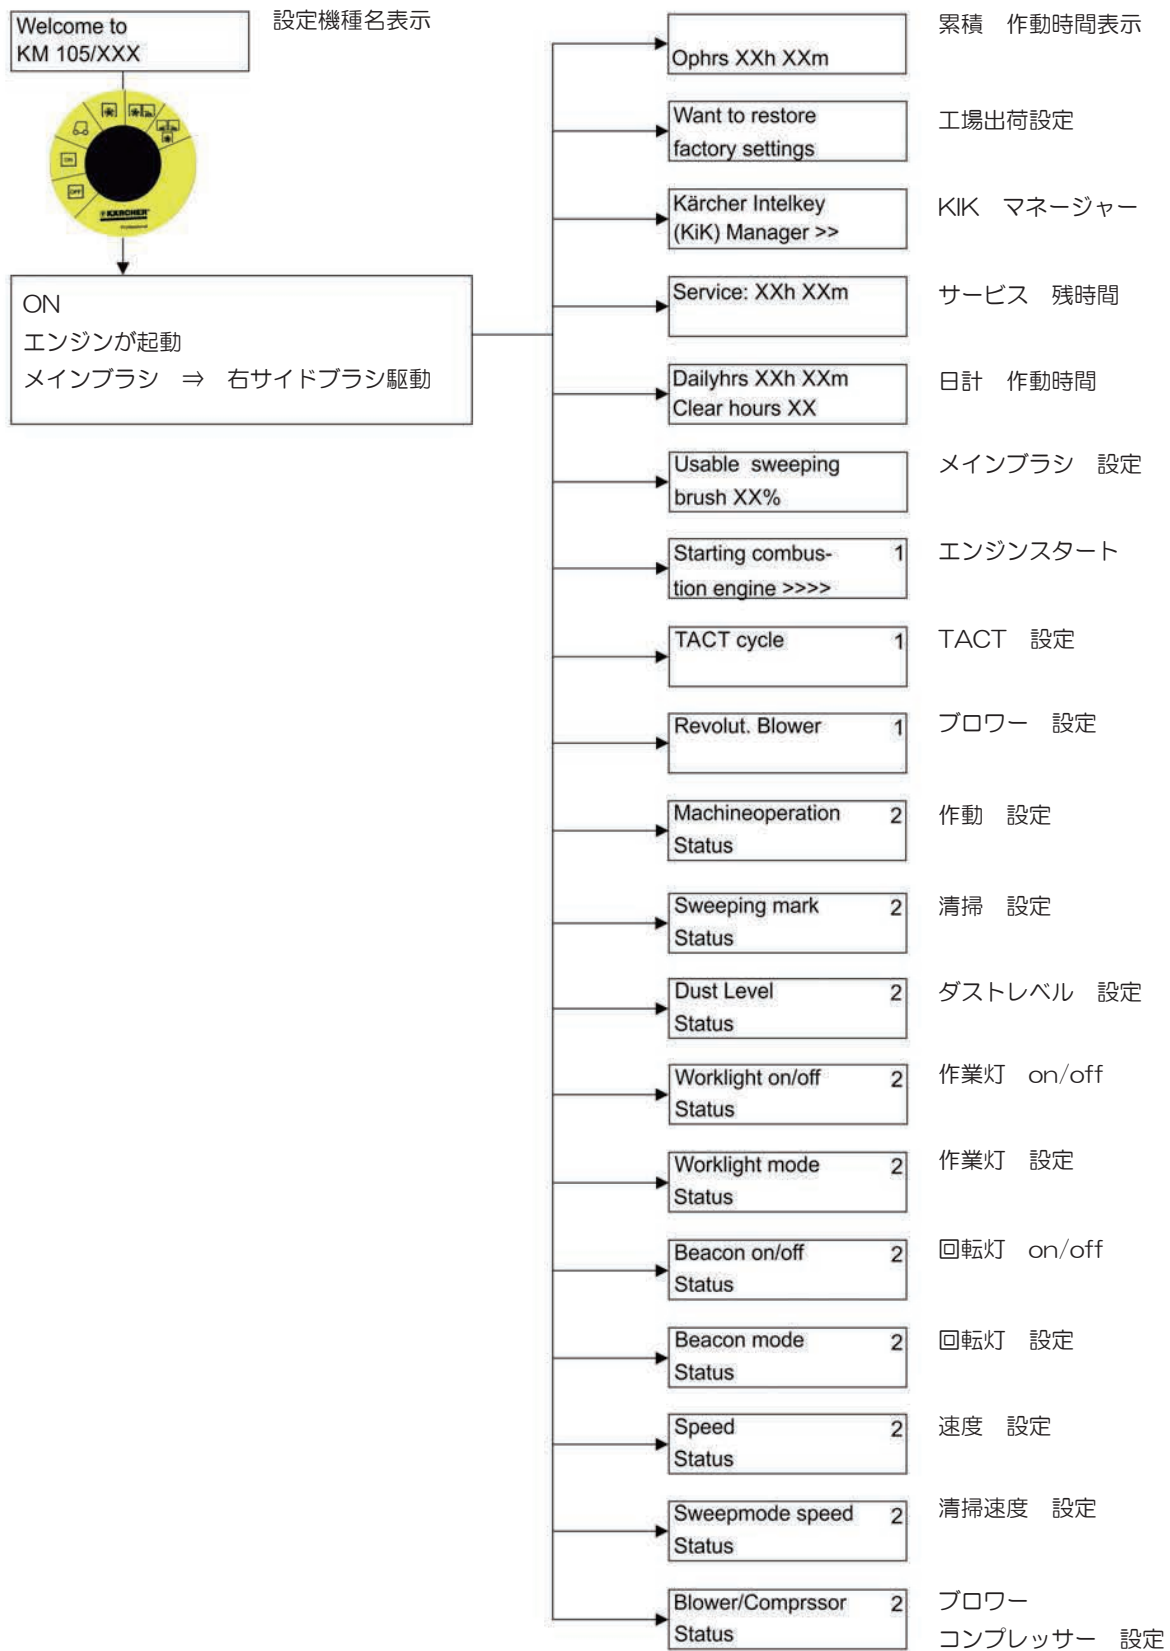 Welcome to
KM 105/XXX
設定機種名表示
ON
OFF
KÄRCHER
Professional
ON
エンジンが起動
メインブラシ ⇒ 右サイドブラシ駆動
Ophrs XXh XXm
累積 作動時間表示
Want to restore
factory settings
工場出荷設定
Kärcher Intelkey
(KiK) Manager >>
KIK マネージャー
Service: XXh XXm
サービス 残時間
Dailyhrs XXh XXm
Clear hours XX
日計 作動時間
Usable sweeping
brush XX%
メインブラシ 設定
Starting combus- 1
tion engine >>>>
エンジンスタート
TACT cycle 1
TACT 設定
Revolut. Blower 1
ブロワー 設定
Machineoperation 2
Status
作動 設定
Sweeping mark 2
Status
清掃 設定
Dust Level 2
Status
ダストレベル 設定
Worklight on/off 2
Status
作業灯 on/off
Worklight mode 2
Status
作業灯 設定
Beacon on/off 2
Status
回転灯 on/off
Beacon mode 2
Status
回転灯 設定
Speed 2
Status
速度 設定
Sweepmode speed 2
Status
清掃速度 設定
Blower/Comprssor 2
Status
ブロワー
コンプレッサー 設定